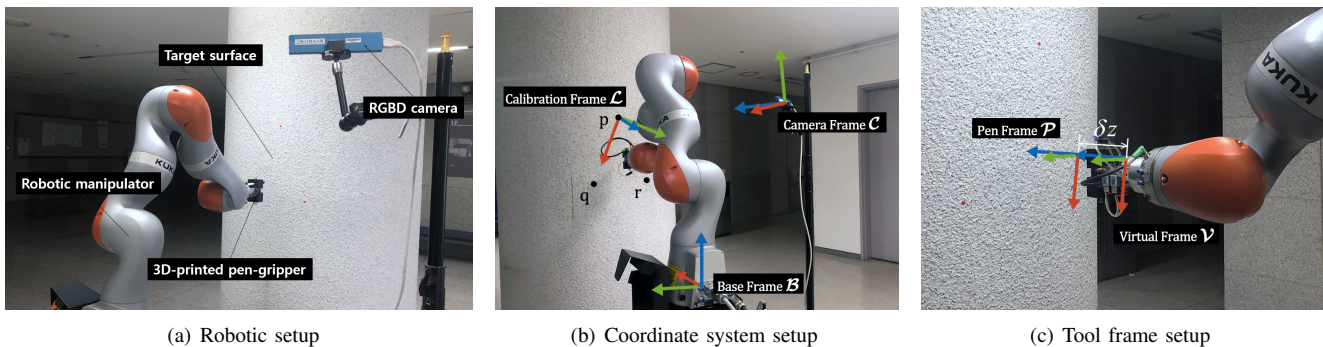 Target surface
RGBD camera
KUKA
KUKA
Robotic manipulator
3D-printed pen-gripper
(a) Robotic setup
Calibration Frame 𝓛
p
Camera Frame 𝓒
q
r
Base Frame 𝓑
(b) Coordinate system setup
KUKA
δz
Pen Frame 𝓟
Virtual Frame 𝓥
(c) Tool frame setup